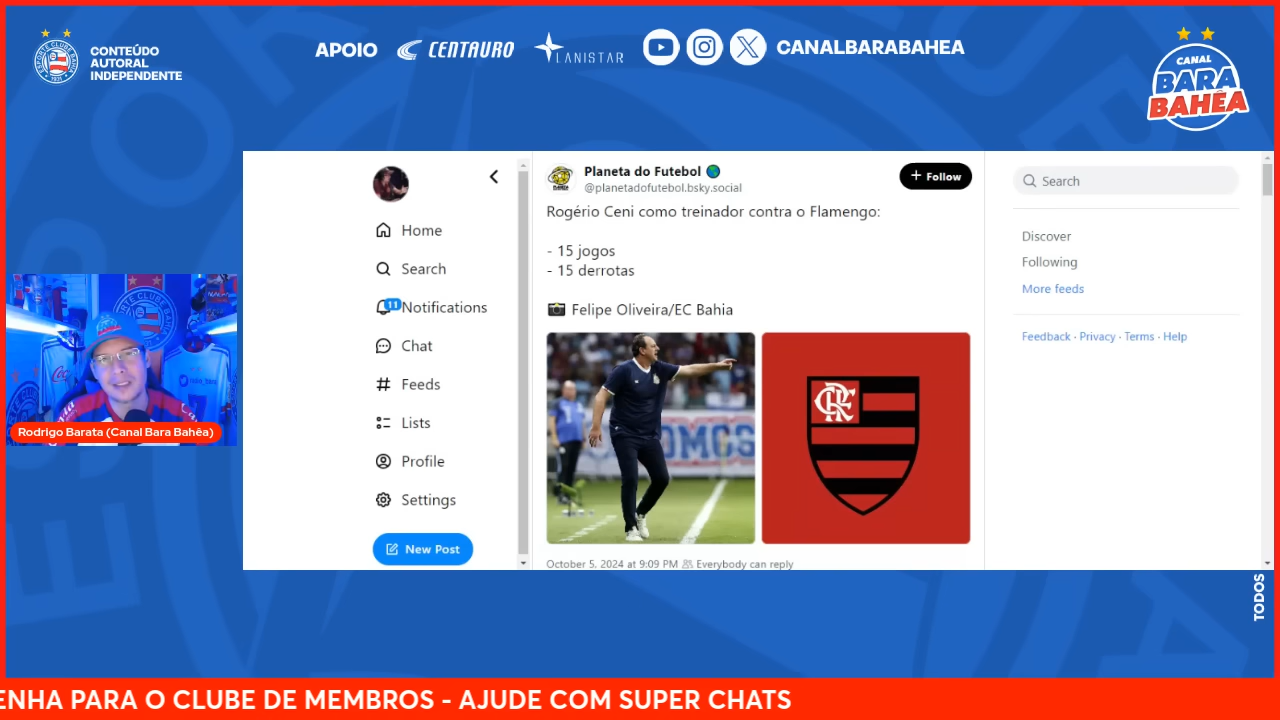 CONTEÚDO
AUTORAL
INDEPENDENTE
APOIO
CENTAURO
LANISTAR
CANALBARABAHEA
CANAL
BARA
BAHÊA
Planeta do Futebol
@planetadofutebol.bsky.social
+ Follow
Rogério Ceni como treinador contra o Flamengo:
- 15 jogos
- 15 derrotas
Felipe Oliveira/EC Bahia
October 5, 2024 at 9:09 PM Everybody can reply
Home
Search
11
Notifications
Chat
Feeds
Lists
Profile
Settings
New Post
Search
Discover
Following
More feeds
Feedback · Privacy · Terms · Help
Rodrigo Barata (Canal Bara Bahêa)
TODOS
ENHA PARA O CLUBE DE MEMBROS - AJUDE COM SUPER CHATS